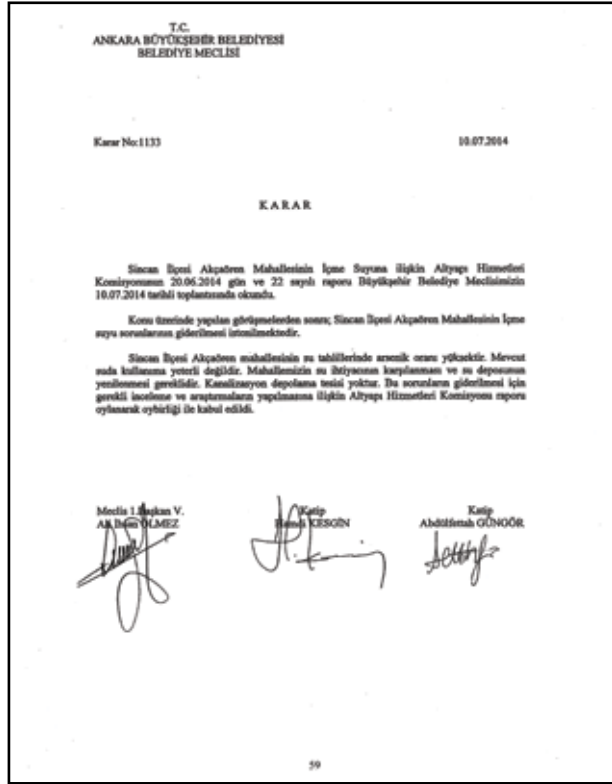 T.C.
ANKARA BÜYÜKŞEHİR BELEDİYESİ
BELEDİYE MECLİSİ
Karar No:1133 10.07.2014
K A R A R
Sincan İlçesi Akçaören Mahallesinin İçme Suyuna ilişkin Altyapı Hizmetleri
Komisyonunun 20.06.2014 gün ve 22 sayılı raporu Büyükşehir Belediye Meclisimizin
10.07.2014 tarihli toplantısında okundu.
Konu üzerinde yapılan görüşmelerden sonra; Sincan İlçesi Akçaören Mahallesinin İçme
suyu sorunlarının giderilmesi istenilmektedir.
Sincan İlçesi Akçaören mahallesinin su tahlillerinde arsenik oranı yüksektir. Mevcut
suda kullanıma yeterli değildir. Mahallemizin su ihtiyacının karşılanması ve su deposunun
yenilenmesi gereklidir. Kanalizasyon depolama tesisi yoktur. Bu sorunların giderilmesi için
gerekli inceleme ve araştırmaların yapılmasına ilişkin Altyapı Hizmetleri Komisyonu raporu
oylanarak oybirliği ile kabul edildi.
Meclis 1.Başkan V. Katip Katip
Ali İhsan ÖLMEZ Hamdi KESGİN Abdülfettah GÜNGÖR
59